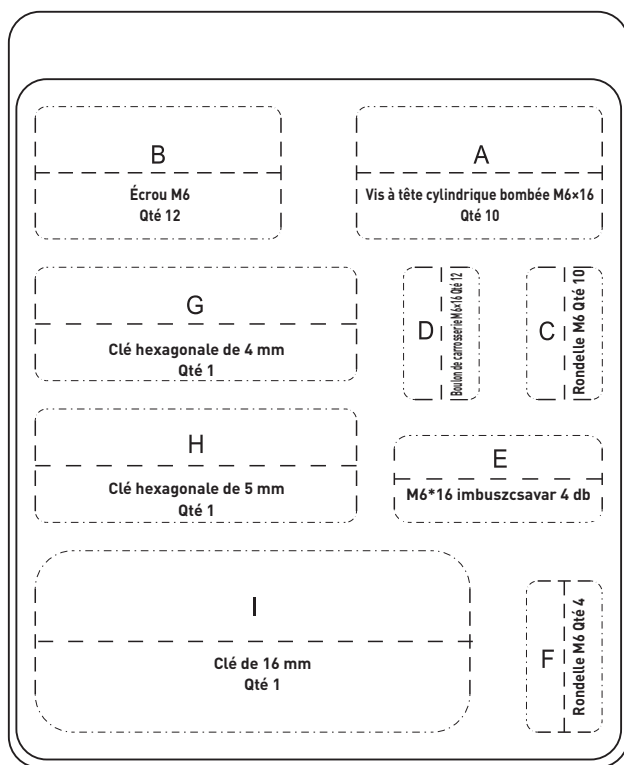 B
Écrou M6
Qté 12
A
Vis à tête cylindrique bombée M6×16
Qté 10
G
Clé hexagonale de 4 mm
Qté 1
D
Boulon de carrosserie M6×16 Qté 12
C
Rondelle M6 Qté 10
H
Clé hexagonale de 5 mm
Qté 1
E
M6*16 imbuszcsavar 4 db
I
Clé de 16 mm
Qté 1
F
Rondelle M6 Qté 4